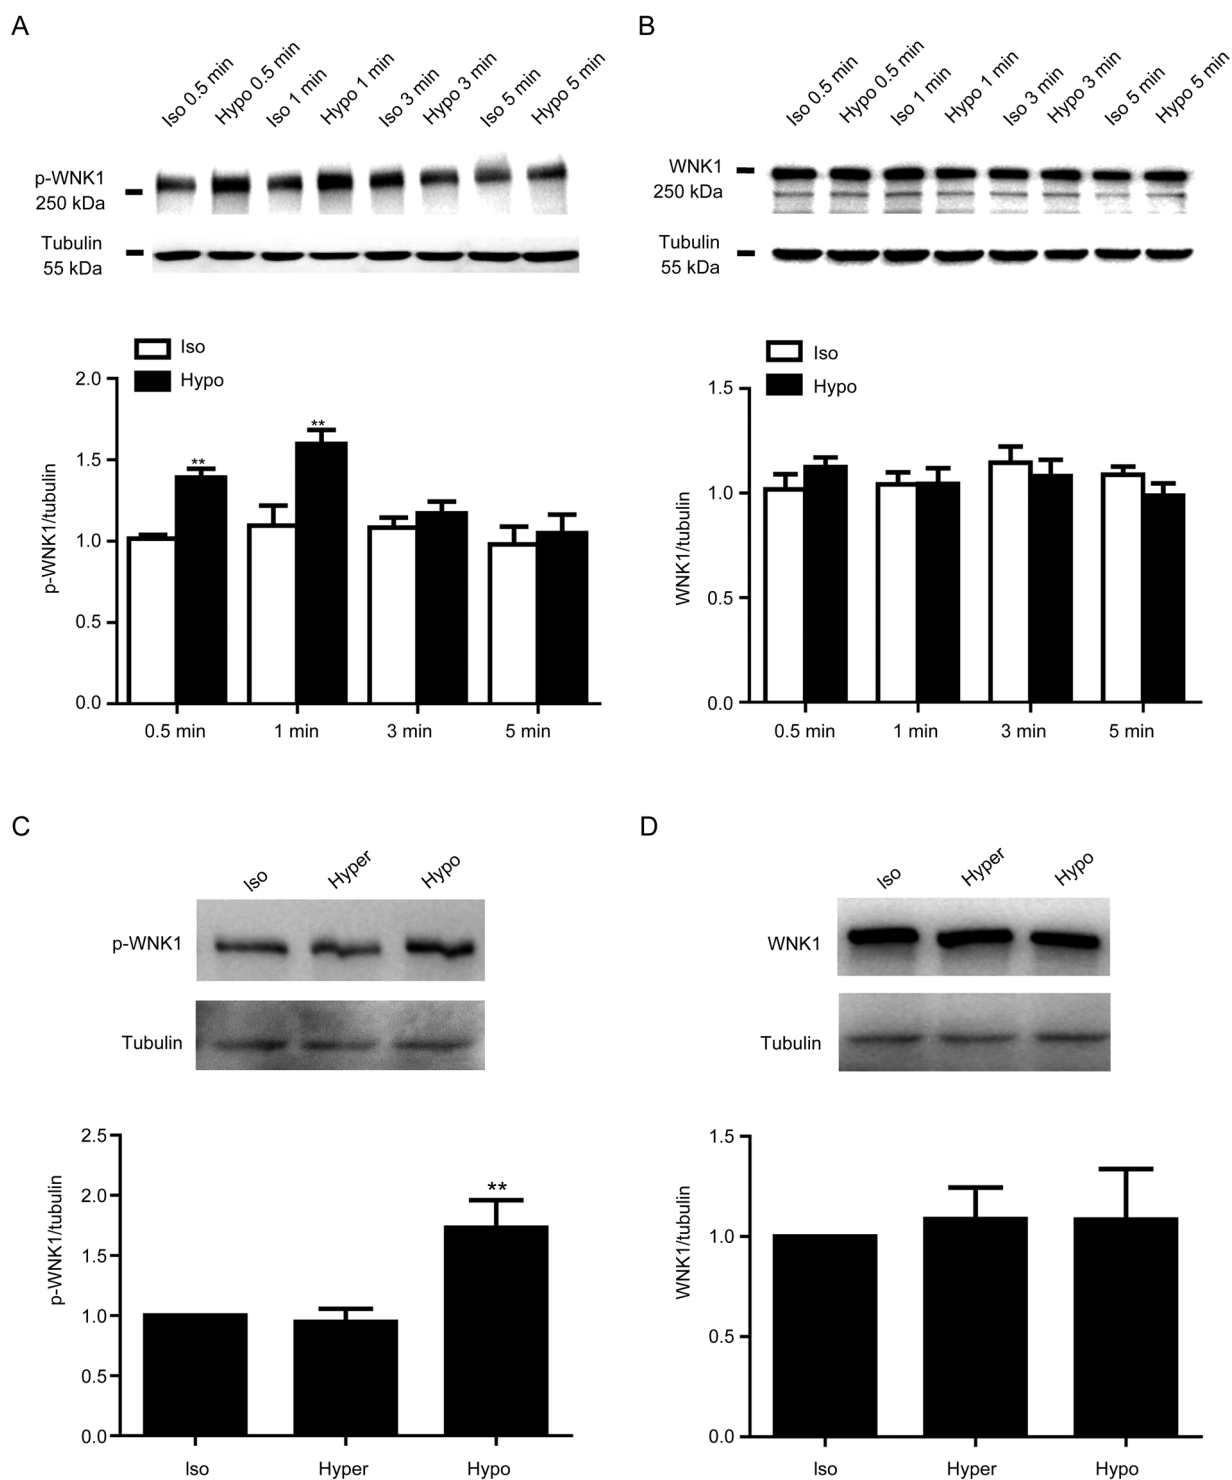 A
Iso 0.5 min
Hypo 0.5 min
Iso 1 min
Hypo 1 min
Iso 3 min
Hypo 3 min
Iso 5 min
Hypo 5 min
p-WNK1
250 kDa
Tubulin
55 kDa
Iso
Hypo
2.0
1.5
1.0
0.5
0.0
p-WNK1/tubulin
**
**
0.5 min
1 min
3 min
5 min
B
Iso 0.5 min
Hypo 0.5 min
Iso 1 min
Hypo 1 min
Iso 3 min
Hypo 3 min
Iso 5 min
Hypo 5 min
WNK1
250 kDa
Tubulin
55 kDa
Iso
Hypo
1.5
1.0
0.5
0.0
WNK1/tubulin
0.5 min
1 min
3 min
5 min
C
Iso
Hyper
Hypo
p-WNK1
Tubulin
2.5
2.0
1.5
1.0
0.5
0.0
p-WNK1/tubulin
**
Iso
Hyper
Hypo
D
Iso
Hyper
Hypo
WNK1
Tubulin
1.5
1.0
0.5
0.0
WNK1/tubulin
Iso
Hyper
Hypo